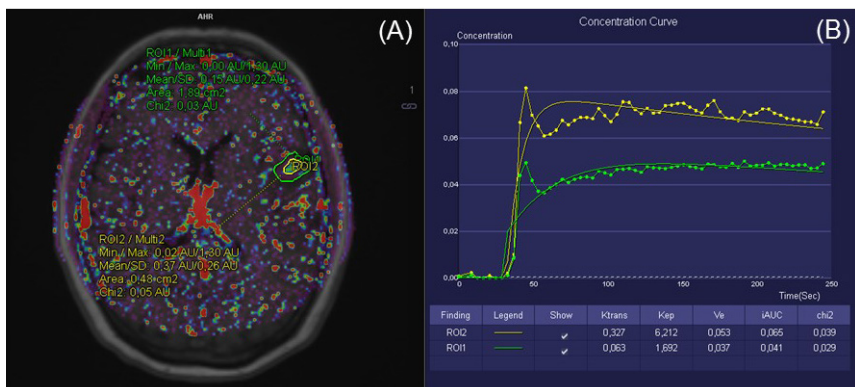 AHR
(A)
ROI1 / Multi1
Min / Max 0,00 AU/1,30 AU
Mean/SD 0,15 AU/0,22 AU
Area 1,89 cm2
Chi2 0,03 AU
1
ROI2
ROI2 / Multi2
Min / Max 0,02 AU/1,30 AU
Mean/SD 0,37 AU/0,26 AU
Area 0,48 cm2
Chi2 0,05 AU
Concentration Curve
(B)
Concentration
0,10
0,08
0,06
0,04
0,02
0,00
0 50 100 150 200 250
Time(Sec)
Finding Legend Show Ktrans Kep Ve iAUC chi2
ROI2 0,327 6,212 0,053 0,065 0,039
ROI1 0,063 1,692 0,037 0,041 0,029